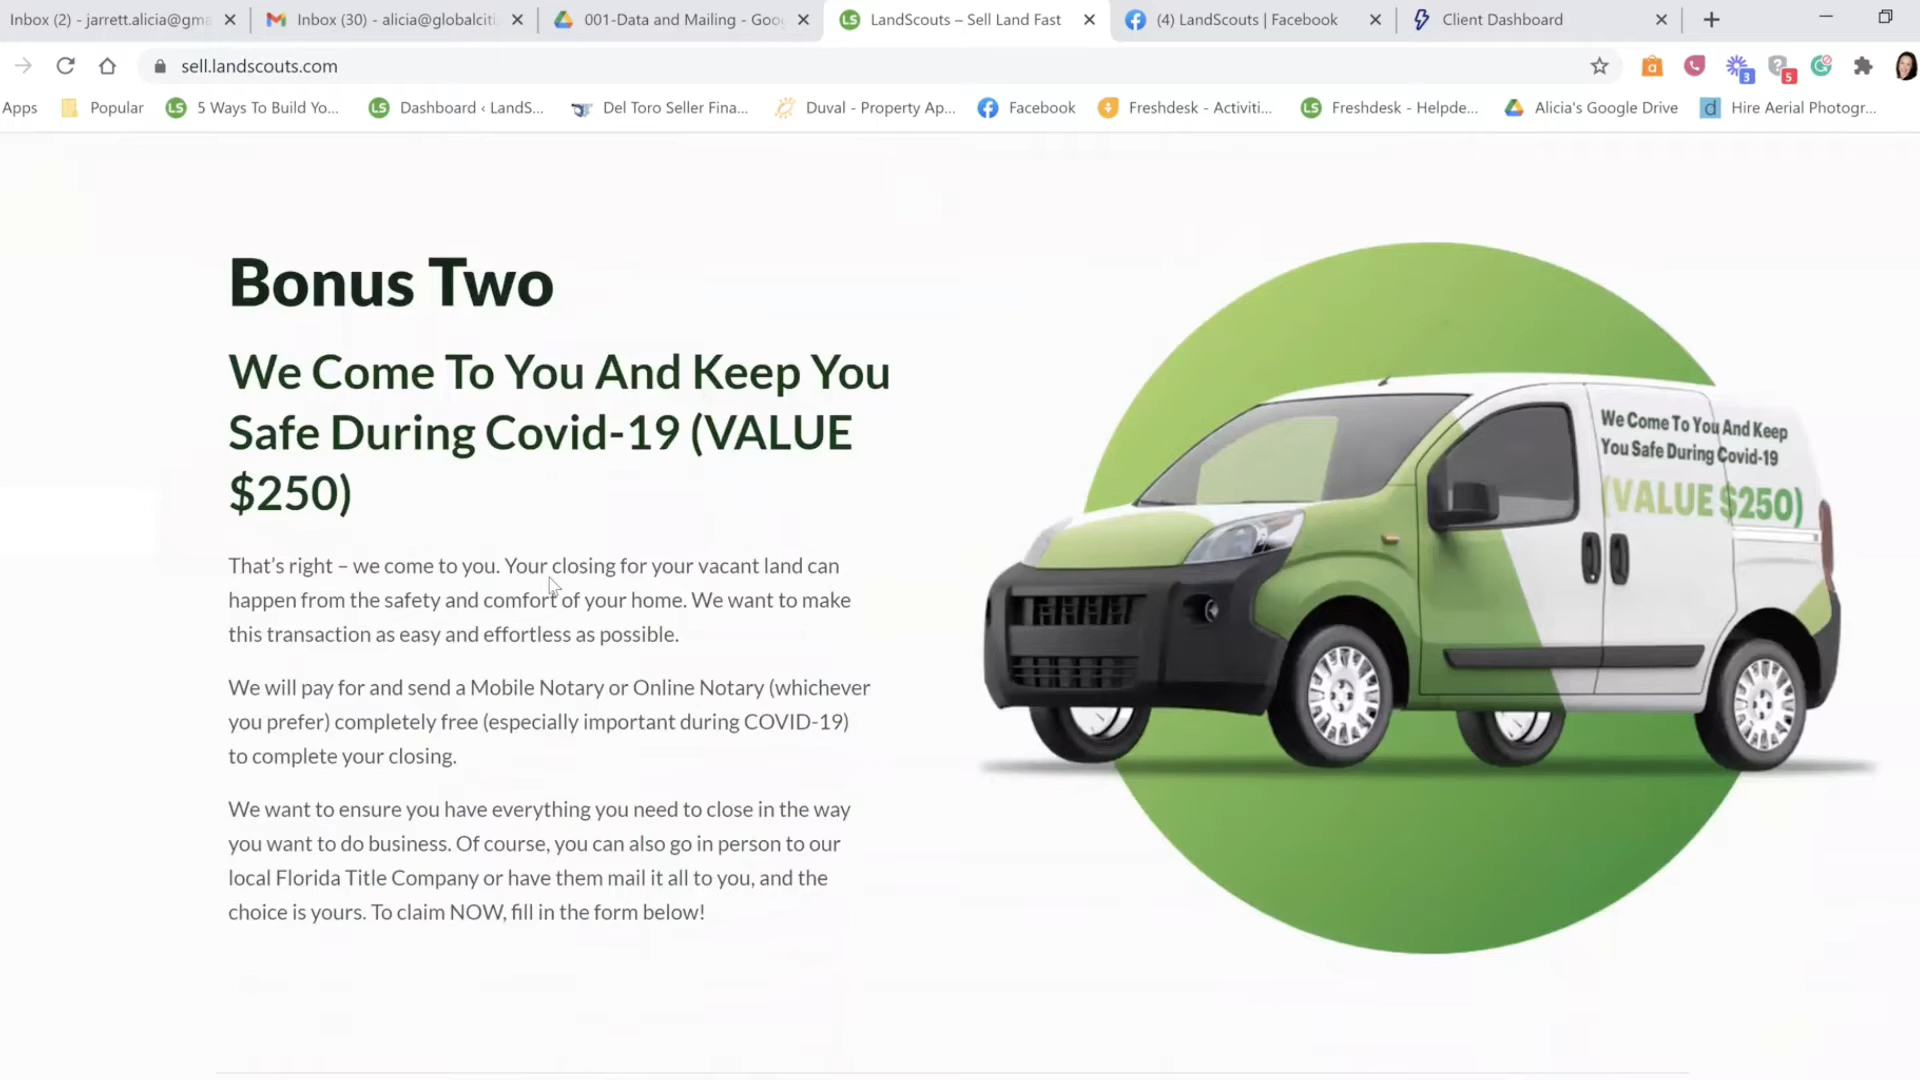 Inbox (2) - jarrett.alicia@gma
Inbox (30) - alicia@globalciti
001-Data and Mailing - Goo
LS LandScouts – Sell Land Fast
(4) LandScouts | Facebook
Client Dashboard
sell.landscouts.com
3
5
Apps
Popular
LS 5 Ways To Build Yo...
LS Dashboard ‹ LandS...
Del Toro Seller Fina...
Duval - Property Ap...
Facebook
Freshdesk - Activiti...
LS Freshdesk - Helpde...
Alicia's Google Drive
d Hire Aerial Photogr...
Bonus Two
We Come To You And Keep You
Safe During Covid-19 (VALUE
$250)
That's right – we come to you. Your closing for your vacant land can
happen from the safety and comfort of your home. We want to make
this transaction as easy and effortless as possible.
We will pay for and send a Mobile Notary or Online Notary (whichever
you prefer) completely free (especially important during COVID-19)
to complete your closing.
We want to ensure you have everything you need to close in the way
you want to do business. Of course, you can also go in person to our
local Florida Title Company or have them mail it all to you, and the
choice is yours. To claim NOW, fill in the form below!
We Come To You And Keep
You Safe During Covid-19
(VALUE $250)